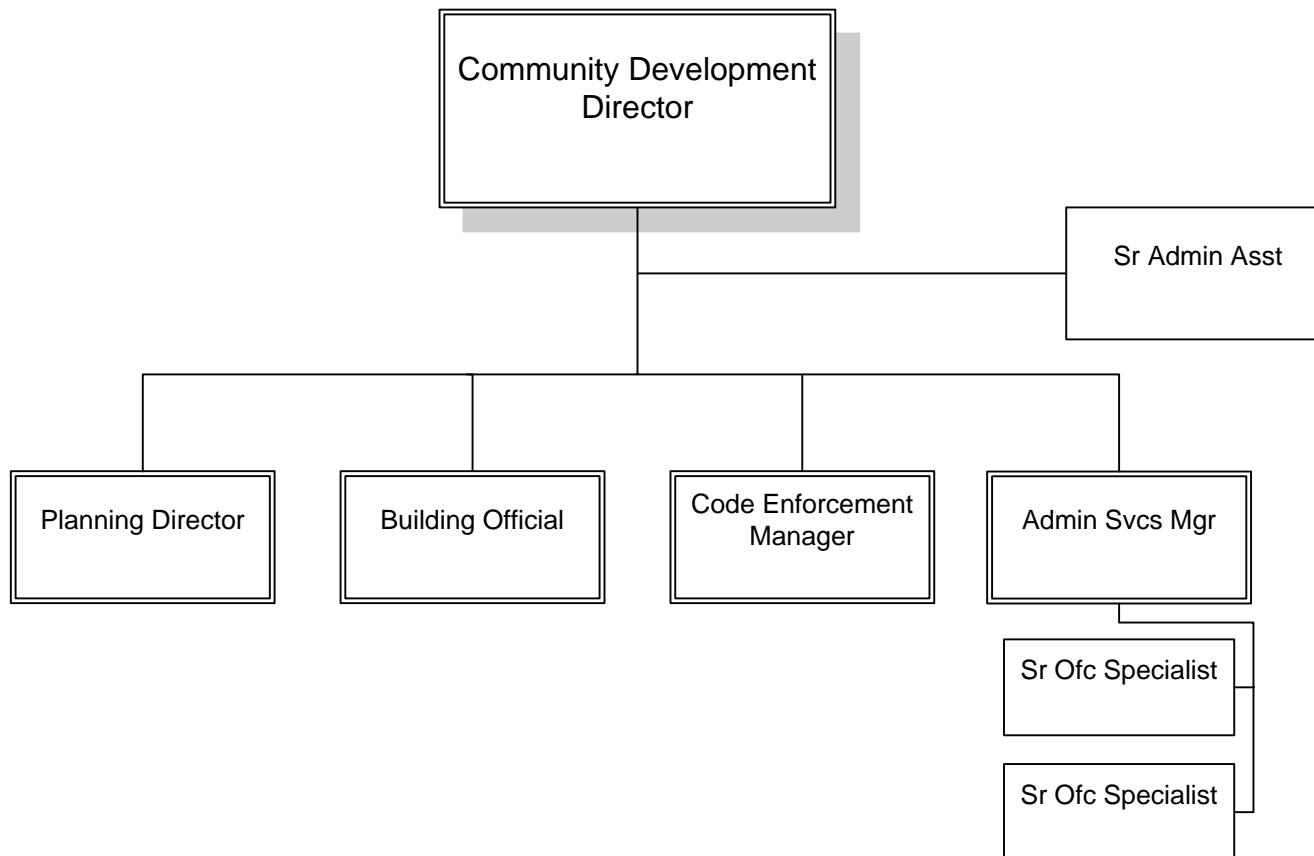 Community Development
Director
Sr Admin Asst
Planning Director
Building Official
Code Enforcement
Manager
Admin Svcs Mgr
Sr Ofc Specialist
Sr Ofc Specialist